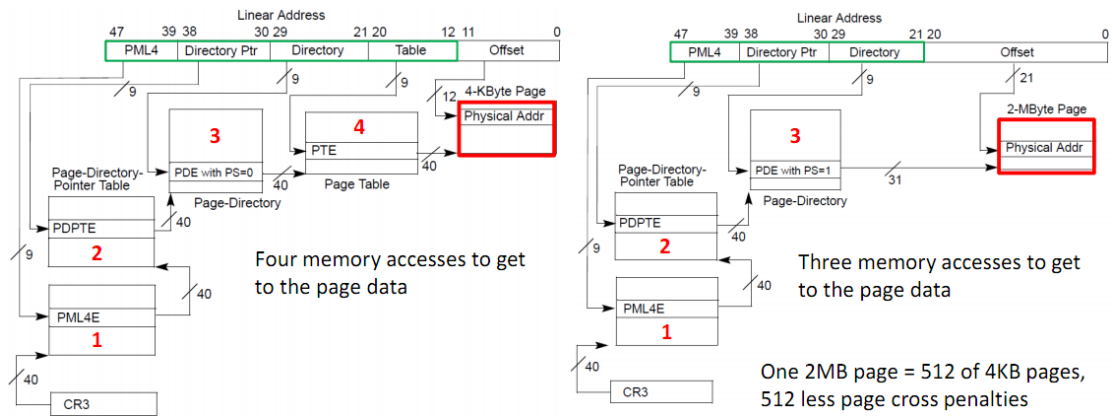 Linear Address
47 39 38 30 29 21 20 12 11 0
PML4 Directory Ptr Directory Table Offset
9
9
9
12
4-KByte Page
Physical Addr
3
4
PDE with PS=0
PTE
40
40
Page-Directory
Page Table
Page-Directory-
Pointer Table
PDPTE
40
2
9
40
PML4E
1
40
CR3
Four memory accesses to get
to the page data
Linear Address
47 39 38 30 29 21 20 0
PML4 Directory Ptr Directory Offset
9
9
21
2-MByte Page
Physical Addr
3
PDE with PS=1
31
Page-Directory
Page-Directory-
Pointer Table
PDPTE
40
2
9
40
PML4E
1
40
CR3
Three memory accesses to get
to the page data
One 2MB page = 512 of 4KB pages,
512 less page cross penalties